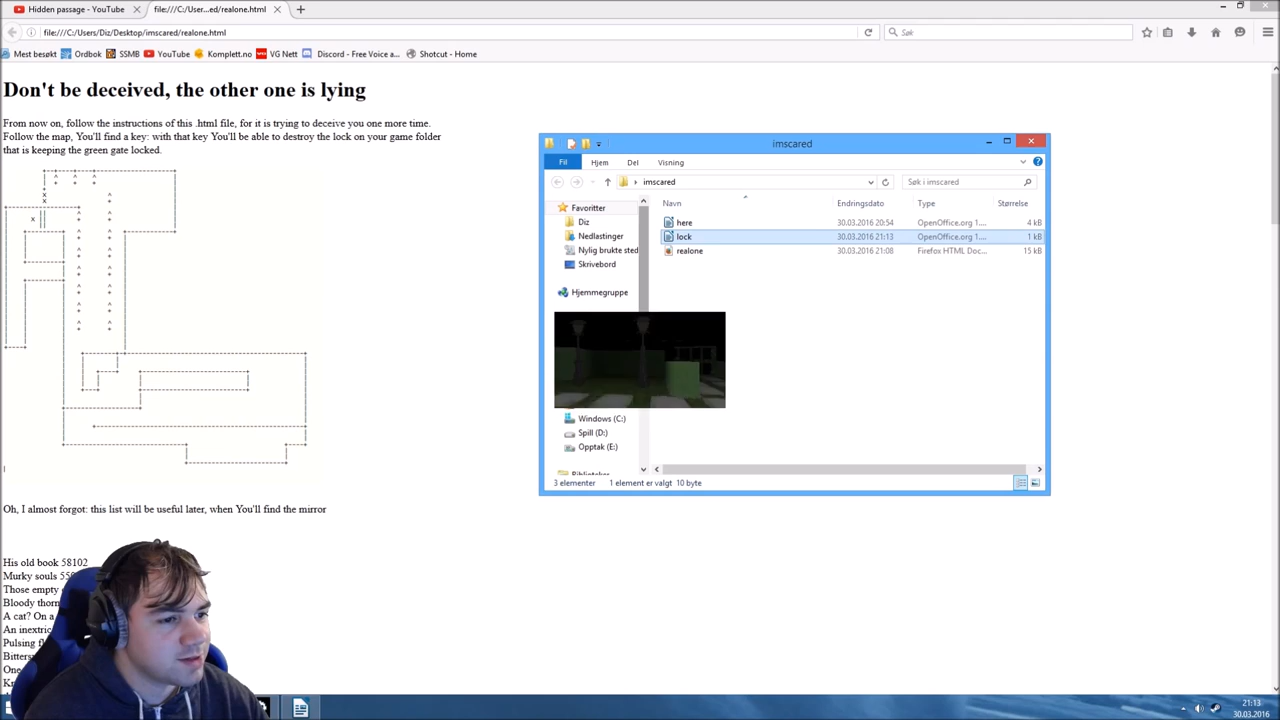 Hidden passage - YouTube
file:///C:/User...ed/realone.html
file:///C:/Users/Diz/Desktop/imscared/realone.html
Søk
Mest besøkt
Ordbok
SSMB
YouTube
Komplett.no
VG Nett
Discord - Free Voice a...
Shotcut - Home
Don't be deceived, the other one is lying
From now on, follow the instructions of this .html file, for it is trying to deceive you one more time.
Follow the map, You'll find a key: with that key You'll be able to destroy the lock on your game folder
that is keeping the green gate locked.
x
x
x ||
Oh, I almost forgot: this list will be useful later, when You'll find the mirror
His old book 58102
Murky souls
Those empty
Bloody thorn
A cat? On a
An inextric
Pulsing
Bitters
One
imscared
Fil
Hjem
Del
Visning
imscared
Søk i imscared
Navn
Endringsdato
Type
Størrelse
Favoritter
Diz
Nedlastinger
Nylig brukte sted
Skrivebord
Hjemmegruppe
Windows (C:)
Spill (D:)
Opptak (E:)
here
30.03.2016 20:54
OpenOffice.org 1....
4 kB
lock
30.03.2016 21:13
OpenOffice.org 1....
1 kB
realone
30.03.2016 21:08
Firefox HTML Doc...
15 kB
3 elementer
1 element er valgt 10 byte
21:13
30.03.2016